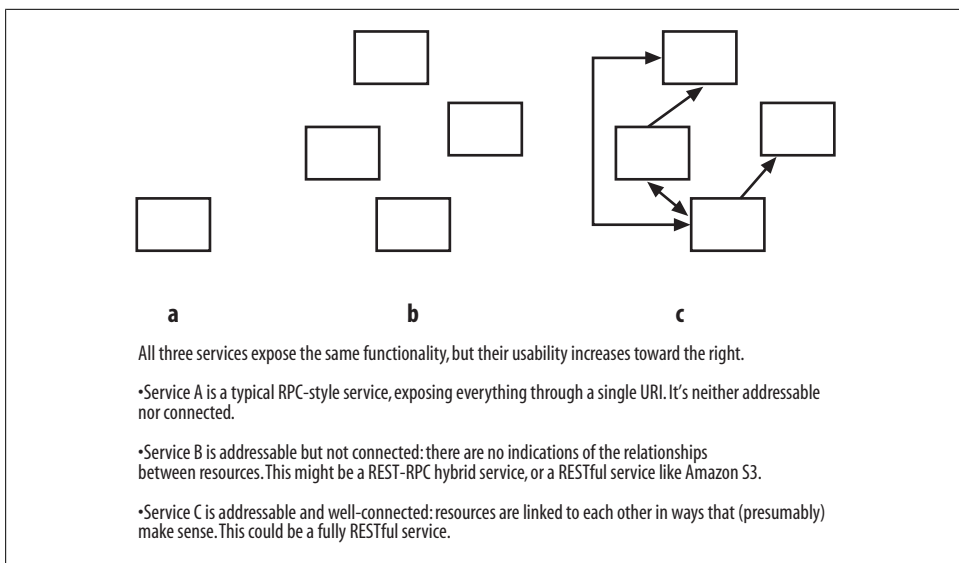 a
b
c
All three services expose the same functionality, but their usability increases toward the right.
•Service A is a typical RPC-style service, exposing everything through a single URI. It's neither addressable
nor connected.
•Service B is addressable but not connected: there are no indications of the relationships
between resources. This might be a REST-RPC hybrid service, or a RESTful service like Amazon S3.
•Service C is addressable and well-connected: resources are linked to each other in ways that (presumably)
make sense. This could be a fully RESTful service.